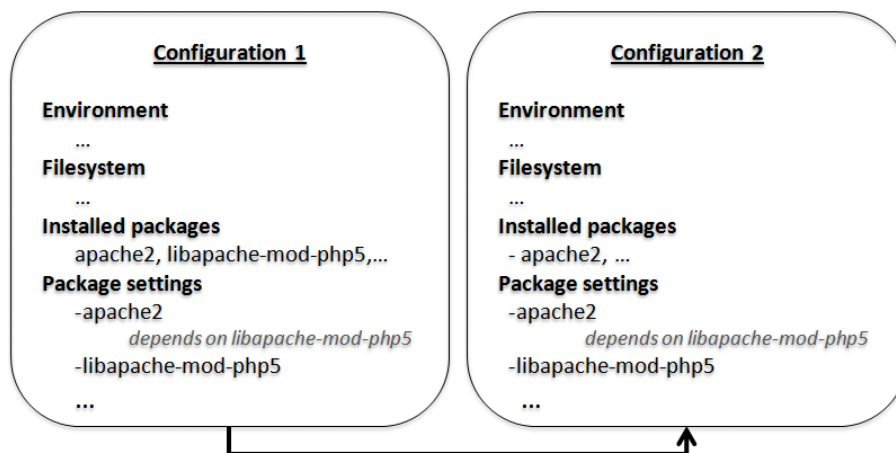 Configuration 1
Environment
...
Filesystem
...
Installed packages
apache2, libapache-mod-php5,...
Package settings
-apache2
depends on libapache-mod-php5
-libapache-mod-php5
...
Configuration 2
Environment
...
Filesystem
...
Installed packages
- apache2, ...
Package settings
-apache2
depends on libapache-mod-php5
-libapache-mod-php5
...